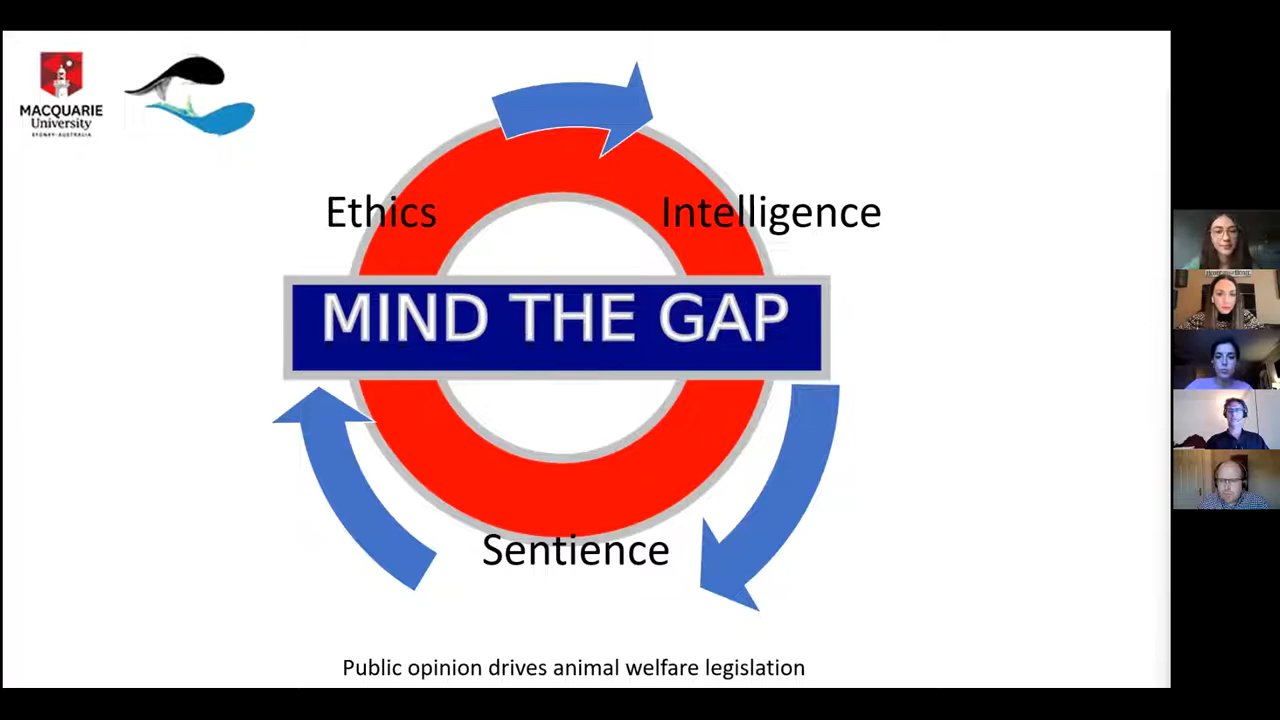 MACQUARIE
University
SYDNEY·AUSTRALIA
Ethics
Intelligence
MIND THE GAP
Sentience
Public opinion drives animal welfare legislation